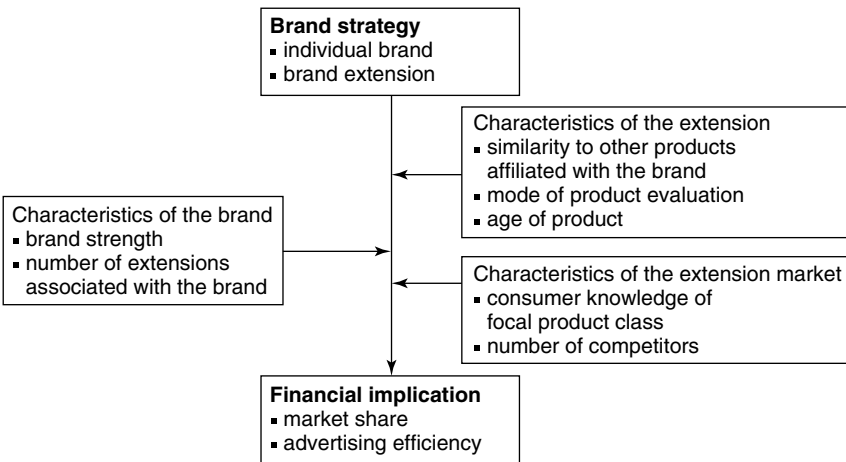 Brand strategy
▪ individual brand
▪ brand extension
Characteristics of the extension
▪ similarity to other products
affiliated with the brand
▪ mode of product evaluation
▪ age of product
Characteristics of the brand
▪ brand strength
▪ number of extensions
associated with the brand
Characteristics of the extension market
▪ consumer knowledge of
focal product class
▪ number of competitors
Financial implication
▪ market share
▪ advertising efficiency